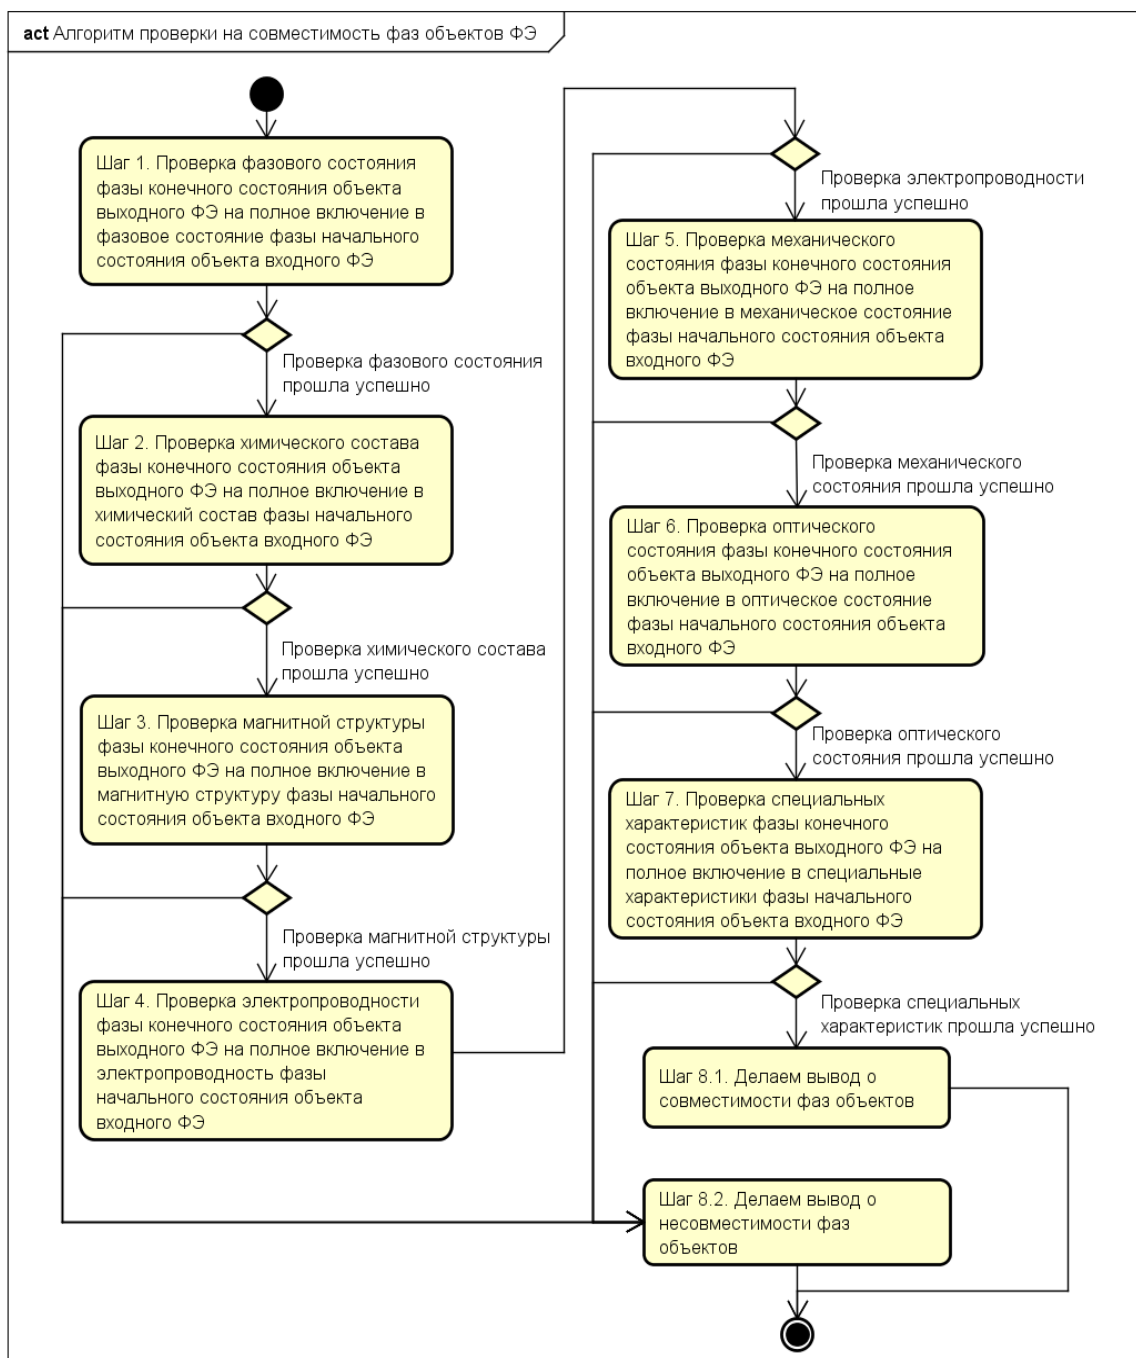 act Алгоритм проверки на совместимость фаз объектов ФЭ
Шаг 1. Проверка фазового состояния
фазы конечного состояния объекта
выходного ФЭ на полное включение в
фазовое состояние фазы начального
состояния объекта входного ФЭ
Проверка фазового состояния
прошла успешно
Шаг 2. Проверка химического состава
фазы конечного состояния объекта
выходного ФЭ на полное включение в
химический состав фазы начального
состояния объекта входного ФЭ
Проверка химического состава
прошла успешно
Шаг 3. Проверка магнитной структуры
фазы конечного состояния объекта
выходного ФЭ на полное включение в
магнитную структуру фазы начального
состояния объекта входного ФЭ
Проверка магнитной структуры
прошла успешно
Шаг 4. Проверка электропроводности
фазы конечного состояния объекта
выходного ФЭ на полное включение в
электропроводность фазы
начального состояния объекта
входного ФЭ
Проверка электропроводности
прошла успешно
Шаг 5. Проверка механического
состояния фазы конечного состояния
объекта выходного ФЭ на полное
включение в механическое состояние
фазы начального состояния объекта
входного ФЭ
Проверка механического
состояния прошла успешно
Шаг 6. Проверка оптического
состояния фазы конечного состояния
объекта выходного ФЭ на полное
включение в оптическое состояние
фазы начального состояния объекта
входного ФЭ
Проверка оптического
состояния прошла успешно
Шаг 7. Проверка специальных
характеристик фазы конечного
состояния объекта выходного ФЭ на
полное включение в специальные
характеристики фазы начального
состояния объекта входного ФЭ
Проверка специальных
характеристик прошла успешно
Шаг 8.1. Делаем вывод о
совместимости фаз объектов
Шаг 8.2. Делаем вывод о
несовместимости фаз
объектов